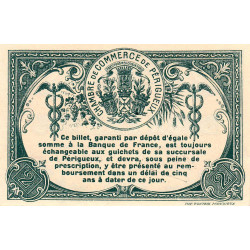 CHAMBRE DE COMMERCE DE PÉRIGUEUX
Ce billet, garanti par dépôt d'égale
somme à la Banque de France, est toujours
échangeable aux guichets de sa succursale
de Perigueux, et devra, sous peine de
prescription, y être présenté au rem-
boursement dans un délai de cinq
ans à dater de ce jour.